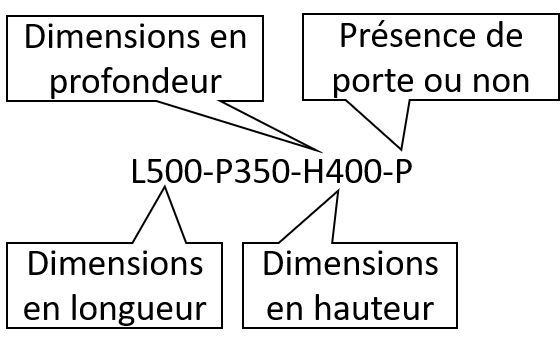 Dimensions en
profondeur
Présence de
porte ou non
L500-P350-H400-P
Dimensions
en longueur
Dimensions
en hauteur